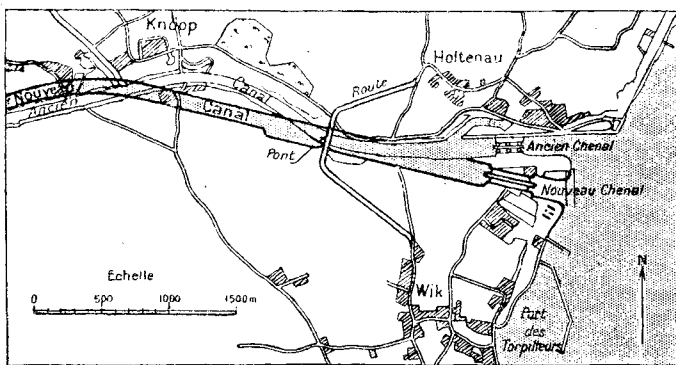 Knoop
Holtenau
Route
Canal
Nouveau
Ancien
Canal
Pont
Ancien Chenal
Nouveau Chenal
Echelle
0 500 1000 1500 m
Wik
N
Port
des
Torpilleurs